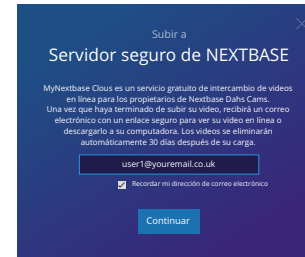 Subir a
Servidor seguro de NEXTBASE
MyNextbase Clous es un servicio gratuito de intercambio de videos
en línea para los propietarios de Nextbase Dahs Cams.
Una vez que haya terminado de subir su video, recibirá un correo
electrónico con un enlace seguro para ver su video en línea o
descargarlo a su computadora. Los videos se eliminarán
automáticamente 30 días después de su carga.
user1@youremail.co.uk
Recordar mi dirección de correo electrónico
Continuar